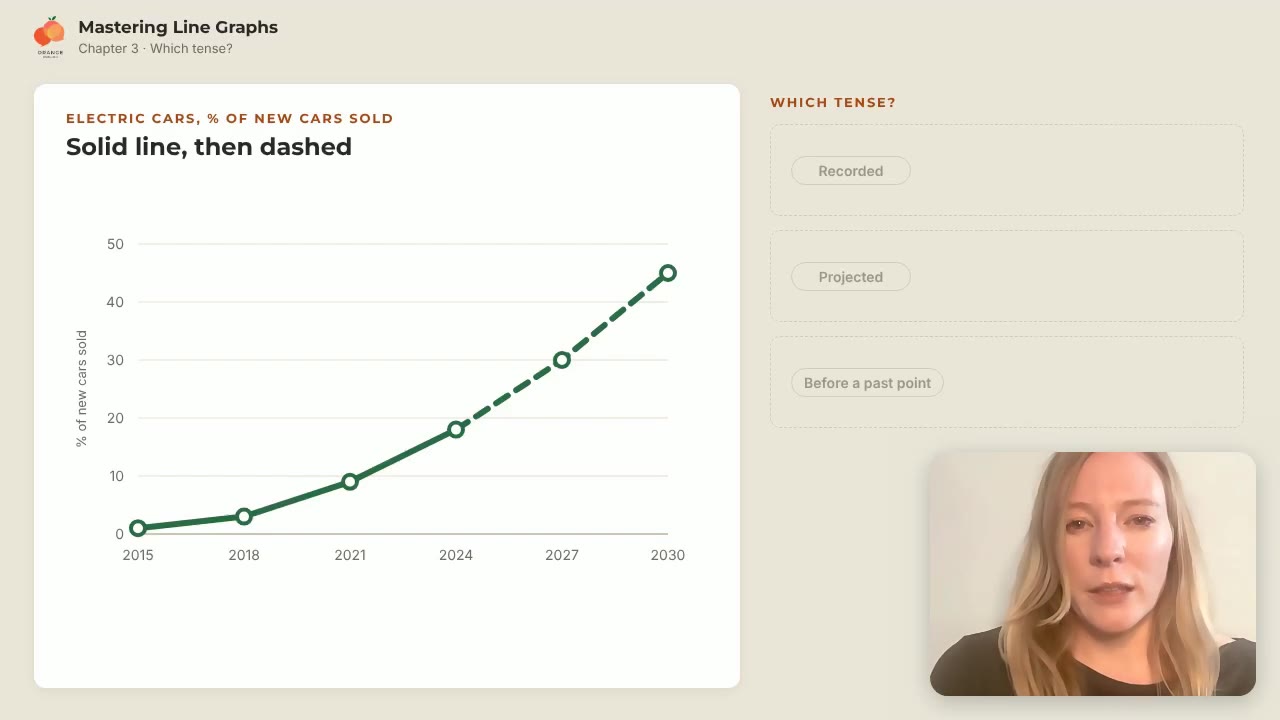 ORANGE
Mastering Line Graphs
Chapter 3 · Which tense?
ELECTRIC CARS, % OF NEW CARS SOLD
Solid line, then dashed
% of new cars sold
50
40
30
20
10
0
2015 2018 2021 2024 2027 2030
WHICH TENSE?
Recorded
Projected
Before a past point